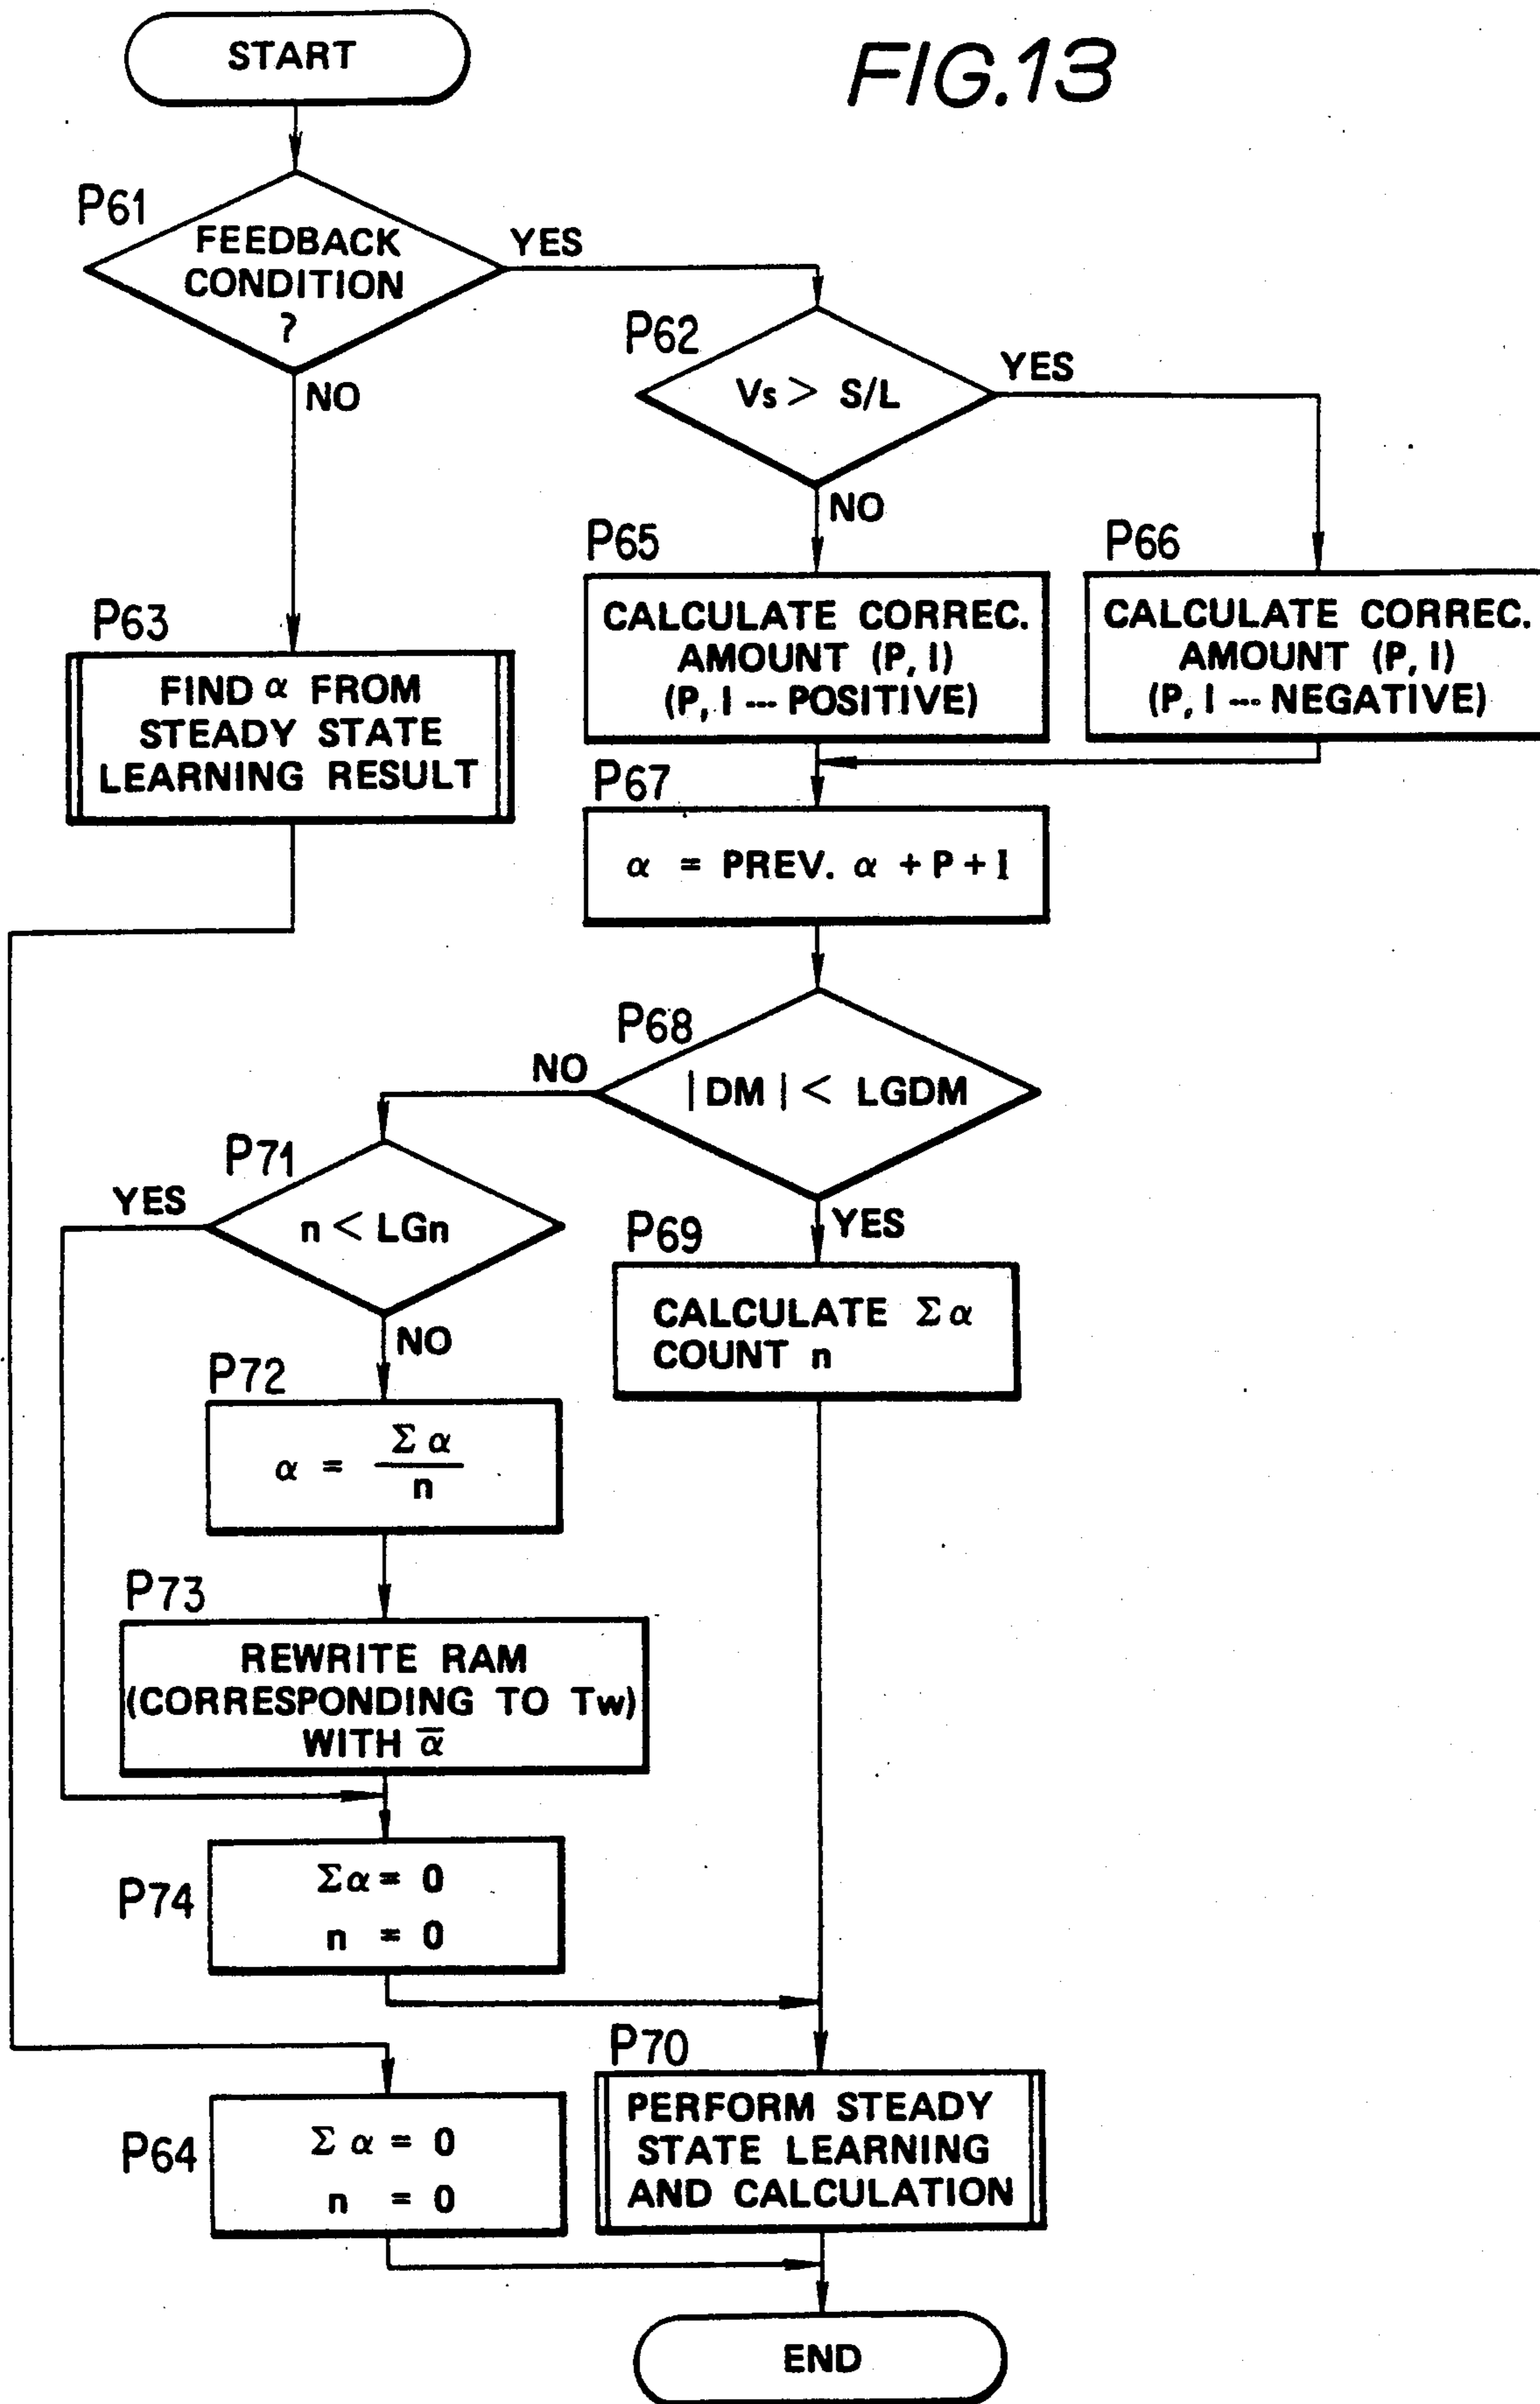 FIG.13
START
P61
FEEDBACK
CONDITION
?
YES
NO
P62
Vs > S/L
YES
NO
P63
FIND α FROM
STEADY STATE
LEARNING RESULT
P65
CALCULATE CORREC.
AMOUNT (P, I)
(P, I --- POSITIVE)
P66
CALCULATE CORREC.
AMOUNT (P, I)
(P, I --- NEGATIVE)
P67
α = PREV. α + P + I
P68
|DM| < LGDM
NO
YES
P71
n < LGn
YES
NO
P69
CALCULATE Σα
COUNT n
P72
α = Σα / n
P73
REWRITE RAM
(CORRESPONDING TO Tw)
WITH ᾱ
P74
Σα = 0
n = 0
P64
Σα = 0
n = 0
P70
PERFORM STEADY
STATE LEARNING
AND CALCULATION
END